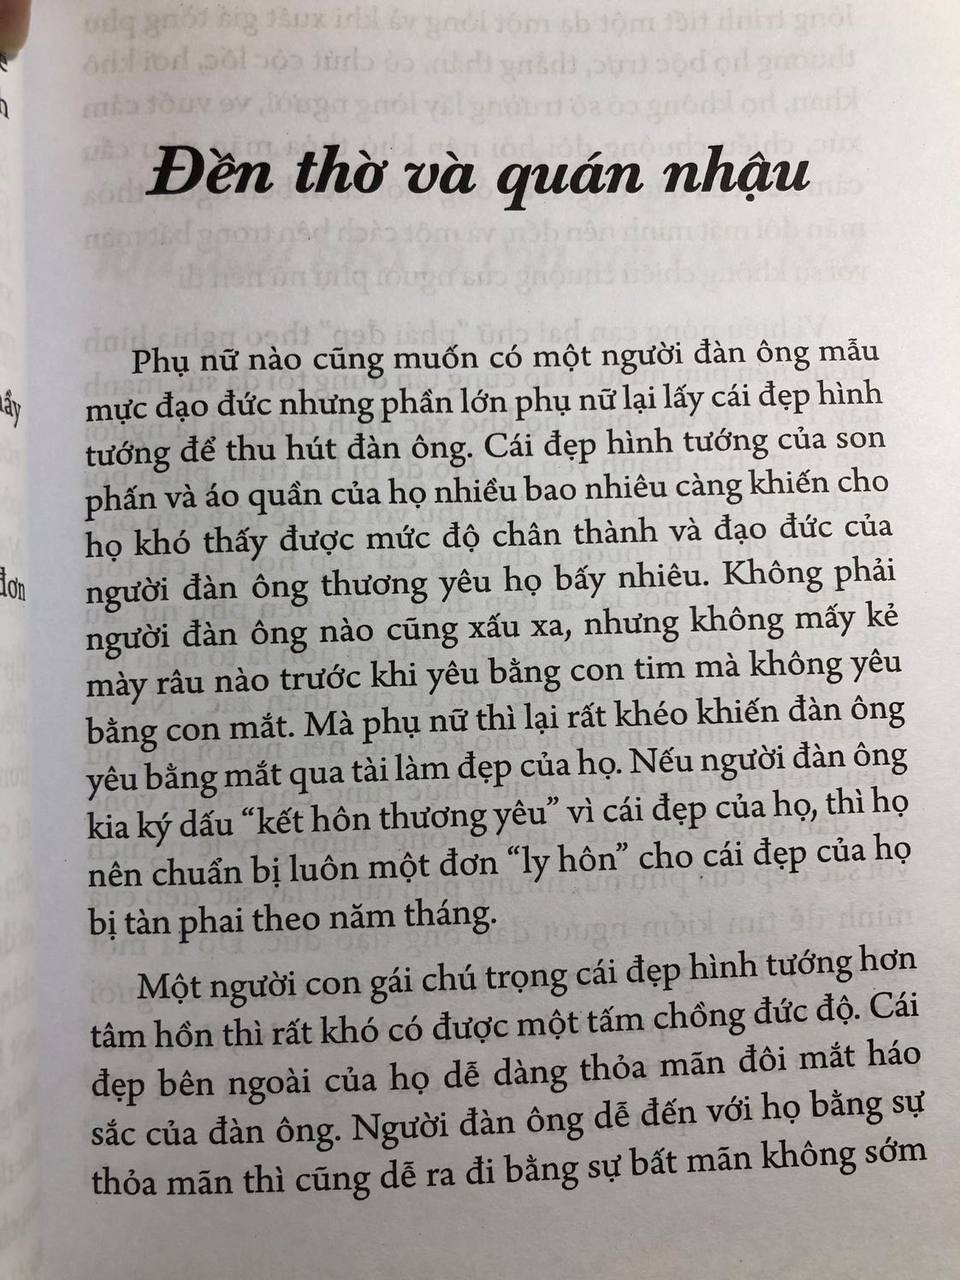 Đền thờ và quán nhậu
Phụ nữ nào cũng muốn có một người đàn ông mẫu
mực đạo đức nhưng phần lớn phụ nữ lại lấy cái đẹp hình
tướng để thu hút đàn ông. Cái đẹp hình tướng của son
phấn và áo quần của họ nhiều bao nhiêu càng khiến cho
họ khó thấy được mức độ chân thành và đạo đức của
người đàn ông thương yêu họ bấy nhiêu. Không phải
người đàn ông nào cũng xấu xa, nhưng không mấy kẻ
mày râu nào trước khi yêu bằng con tim mà không yêu
bằng con mắt. Mà phụ nữ thì lại rất khéo khiến đàn ông
yêu bằng mắt qua tài làm đẹp của họ. Nếu người đàn ông
kia ký dấu “kết hôn thương yêu” vì cái đẹp của họ, thì họ
nên chuẩn bị luôn một đơn “ly hôn” cho cái đẹp của họ
bị tàn phai theo năm tháng.
Một người con gái chú trọng cái đẹp hình tướng hơn
tâm hồn thì rất khó có được một tấm chồng đức độ. Cái
đẹp bên ngoài của họ dễ dàng thỏa mãn đôi mắt háo
sắc của đàn ông. Người đàn ông dễ đến với họ bằng sự
thỏa mãn thì cũng dễ ra đi bằng sự bất mãn không sớm